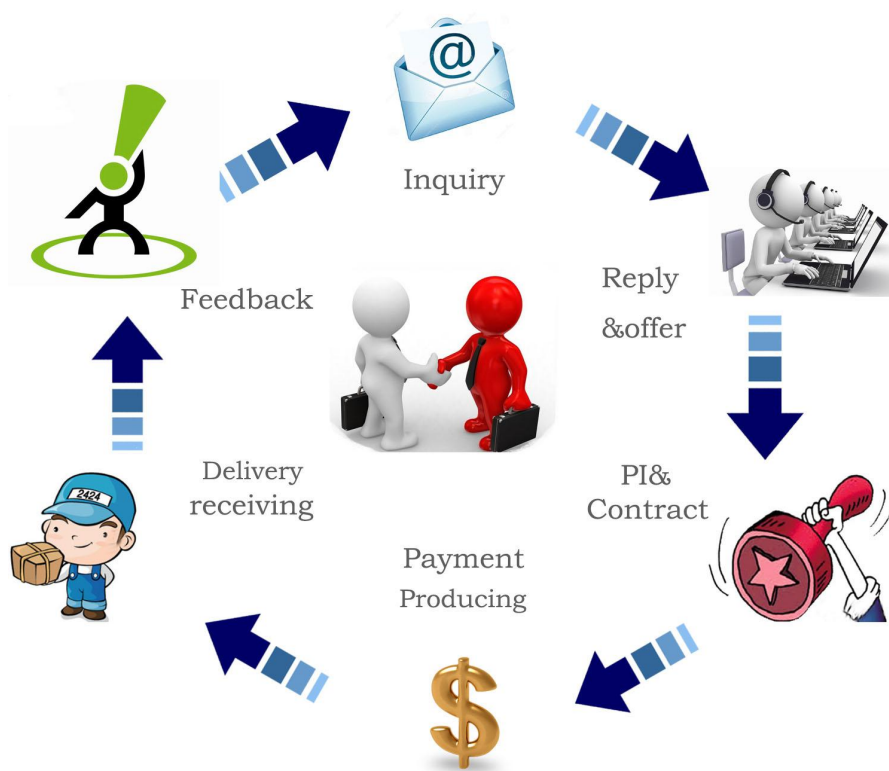 @
Inquiry
Reply
&offer
PI&
Contract
Payment
Producing
$
2424
Delivery
receiving
Feedback